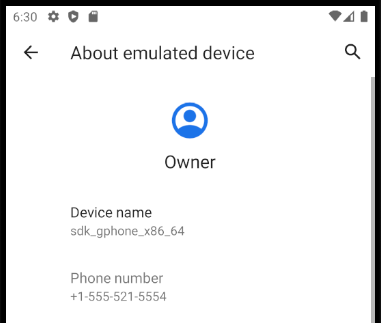 6:30
About emulated device
Owner
Device name
sdk_gphone_x86_64
Phone number
+1-555-521-5554